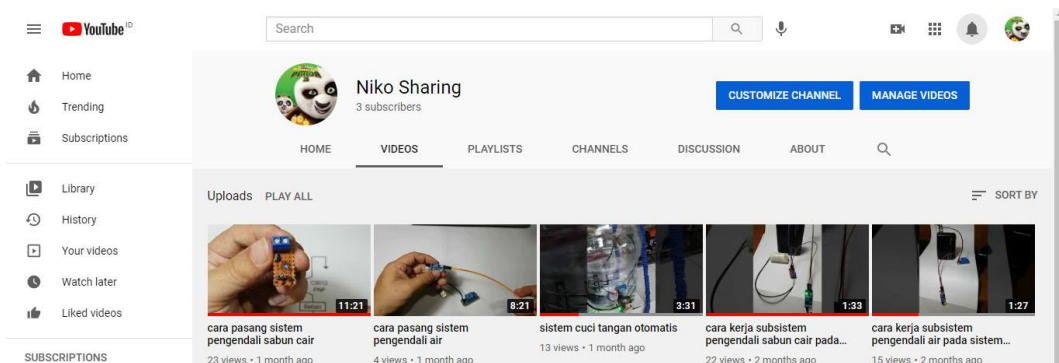 YouTube ID
Search
Home
Trending
Subscriptions
Library
History
Your videos
Watch later
Liked videos
SUBSCRIPTIONS
Niko Sharing
3 subscribers
CUSTOMIZE CHANNEL
MANAGE VIDEOS
HOME VIDEOS PLAYLISTS CHANNELS DISCUSSION ABOUT
Uploads PLAY ALL
SORT BY
11:21
cara pasang sistem
pengendali sabun cair
23 views • 1 month ago
8:21
cara pasang sistem
pengendali air
4 views • 1 month ago
3:31
sistem cuci tangan otomatis
13 views • 1 month ago
1:33
cara kerja subsistem
pengendali sabun cair pada...
22 views • 2 months ago
1:27
cara kerja subsistem
pengendali air pada sistem...
15 views • 2 months ago